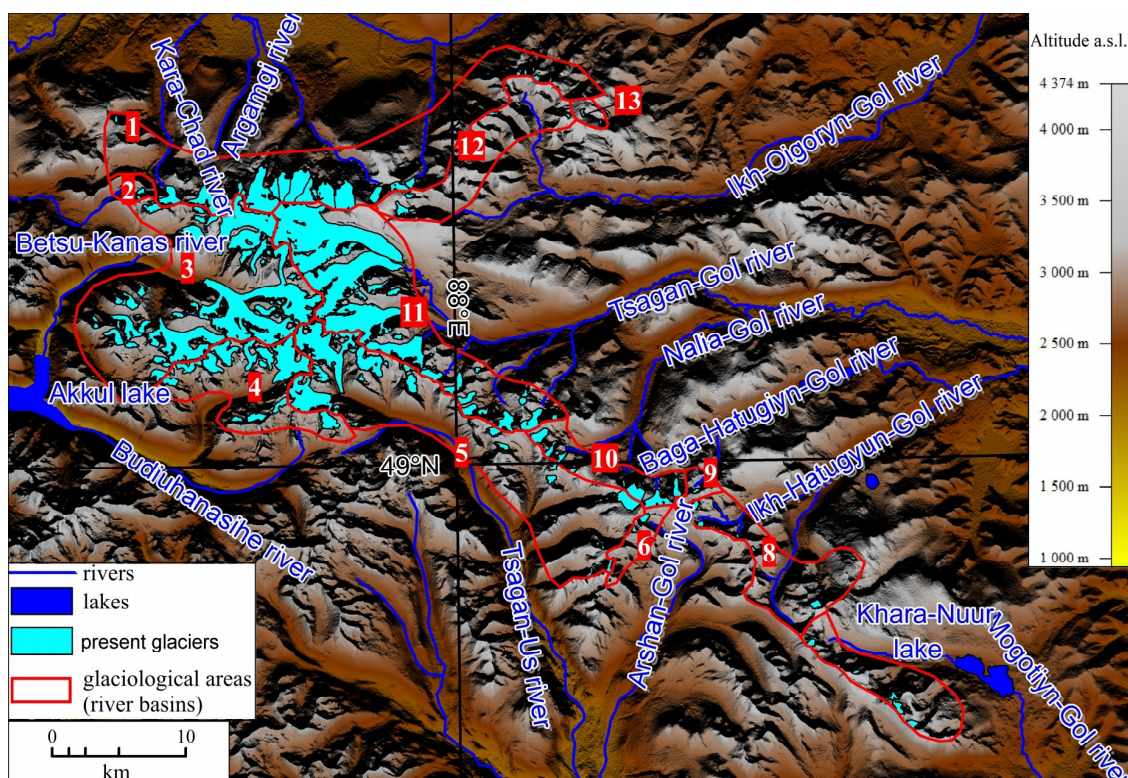 Altitude a.s.l.
4 374 m
4 000 m
3 500 m
3 000 m
2 500 m
2 000 m
1 500 m
1 000 m
Kara-Chad river
Argamgi river
1
2
3
4
5
6
8
9
10
11
12
13
Ikh-Oigoryn-Gol river
Betsu-Kanas river
88°E
Tsagan-Gol river
Nalia-Gol river
Akkul lake
49°N
Baga-Hatugiyn-Gol river
Ikh-Hatugyun-Gol river
Budiuhanasihe river
Tsagan-Us river
Arshan-Gol river
Khara-Nuur
lake
Mogotiyn-Gol river
rivers
lakes
present glaciers
glaciological areas
(river basins)
0 10
km